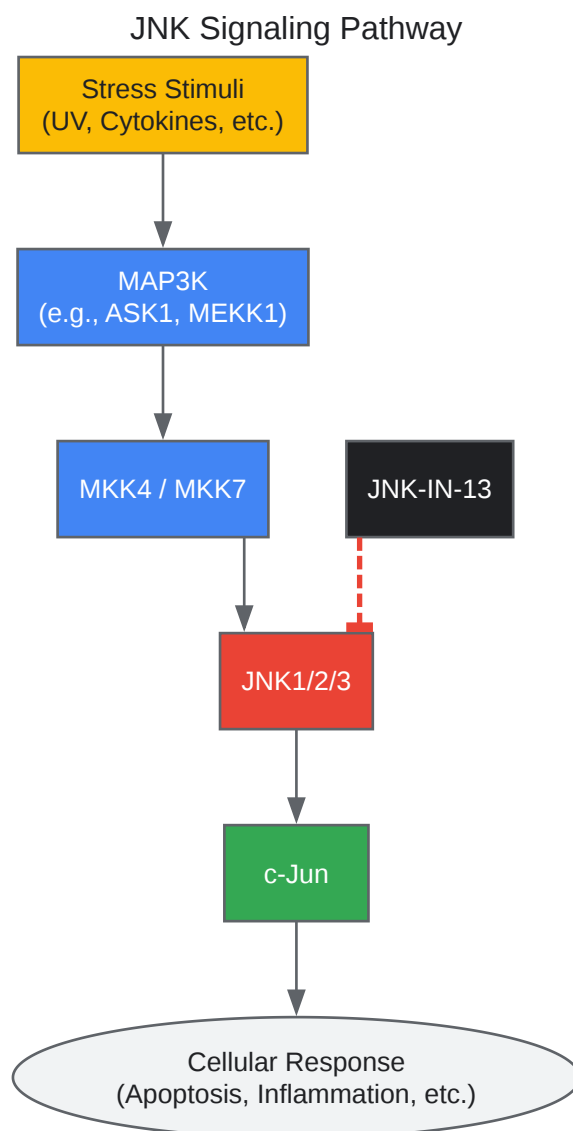 JNK Signaling Pathway
Stress Stimuli
(UV, Cytokines, etc.)
MAP3K
(e.g., ASK1, MEKK1)
MKK4 / MKK7
JNK-IN-13
JNK1/2/3
c-Jun
Cellular Response
(Apoptosis, Inflammation, etc.)